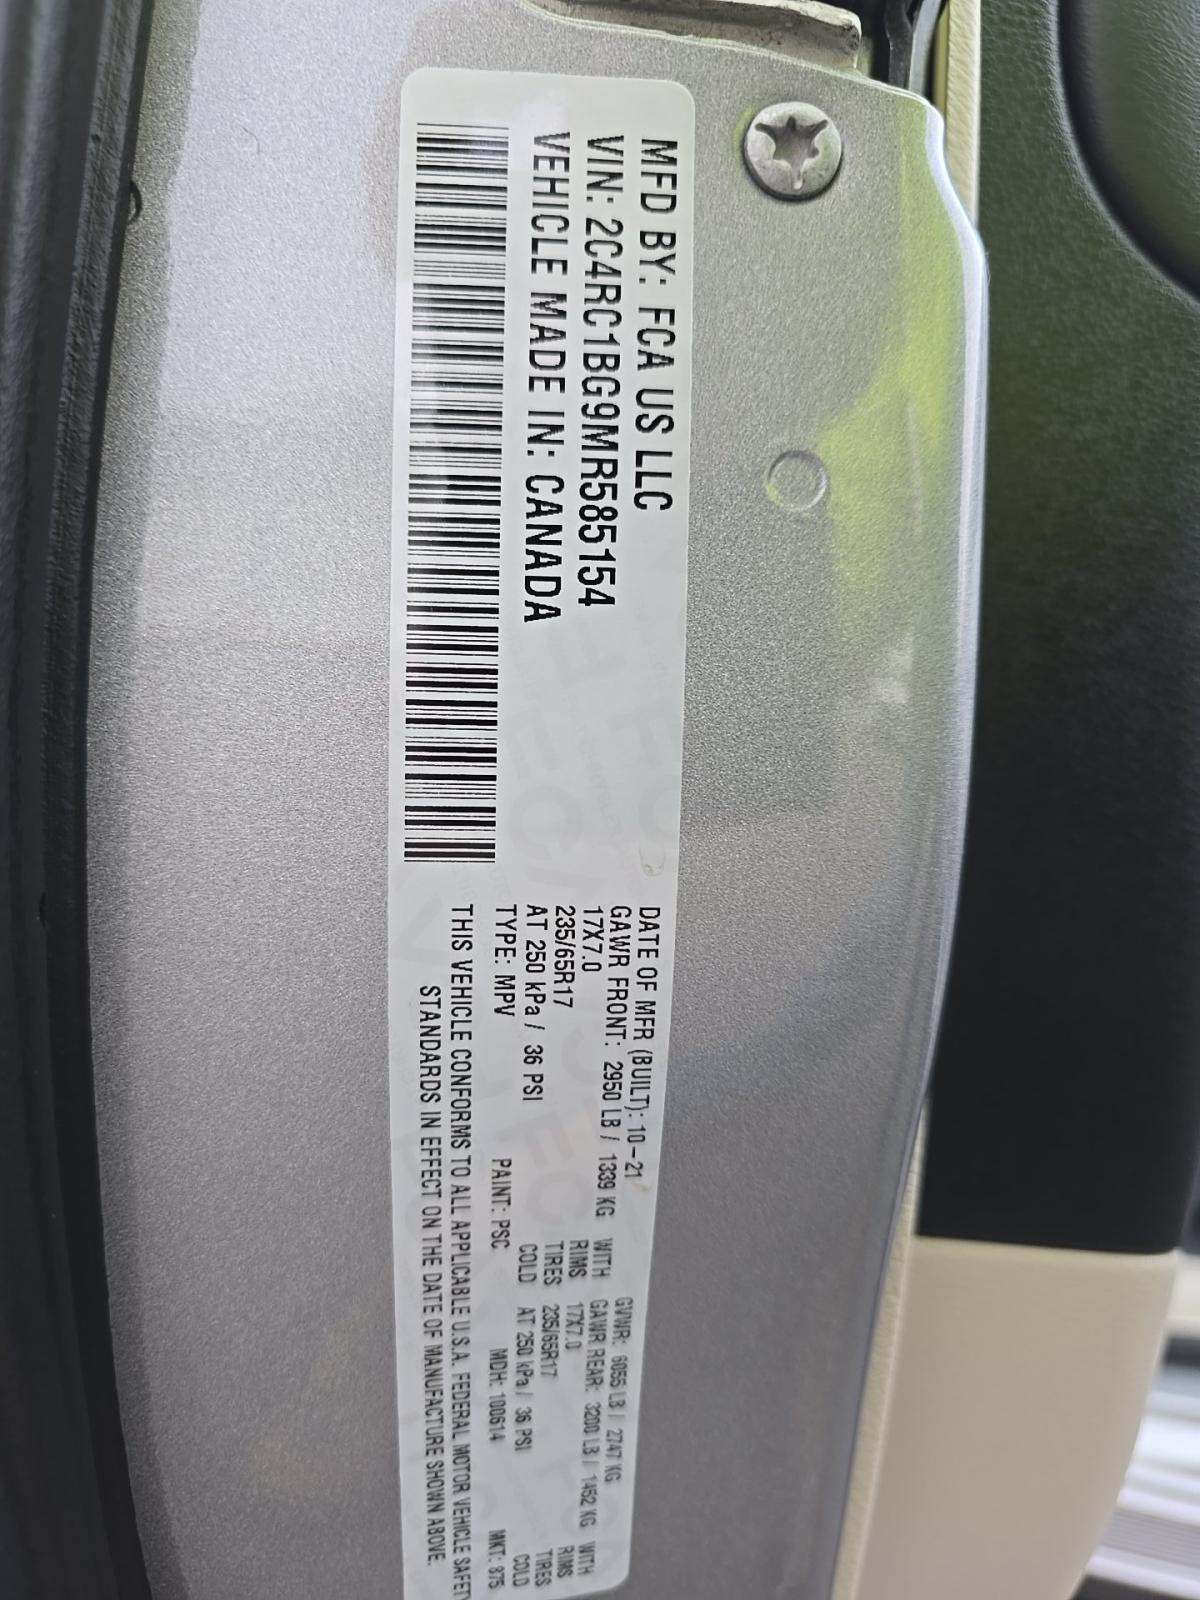 MFD BY: FCA US LLC
VIN: 2C4RC1BG9MR585154
VEHICLE MADE IN: CANADA
DATE OF MFR (BUILT): 10-21 GVWR: 6055 LB / 2747 KG
GAWR FRONT: 2950 LB / 1339 KG WITH GAWR REAR: 3200 LB / 1452 KG WITH
17X7.0 RIMS 17X7.0 RIMS
235/65R17 TIRES 235/65R17 TIRES
AT 250 kPa / 36 PSI COLD AT 250 kPa / 36 PSI COLD
TYPE: MPV PAINT: PSC MDH: 100614 MKT: 875
THIS VEHICLE CONFORMS TO ALL APPLICABLE U.S.A. FEDERAL MOTOR VEHICLE SAFETY
STANDARDS IN EFFECT ON THE DATE OF MANUFACTURE SHOWN ABOVE.